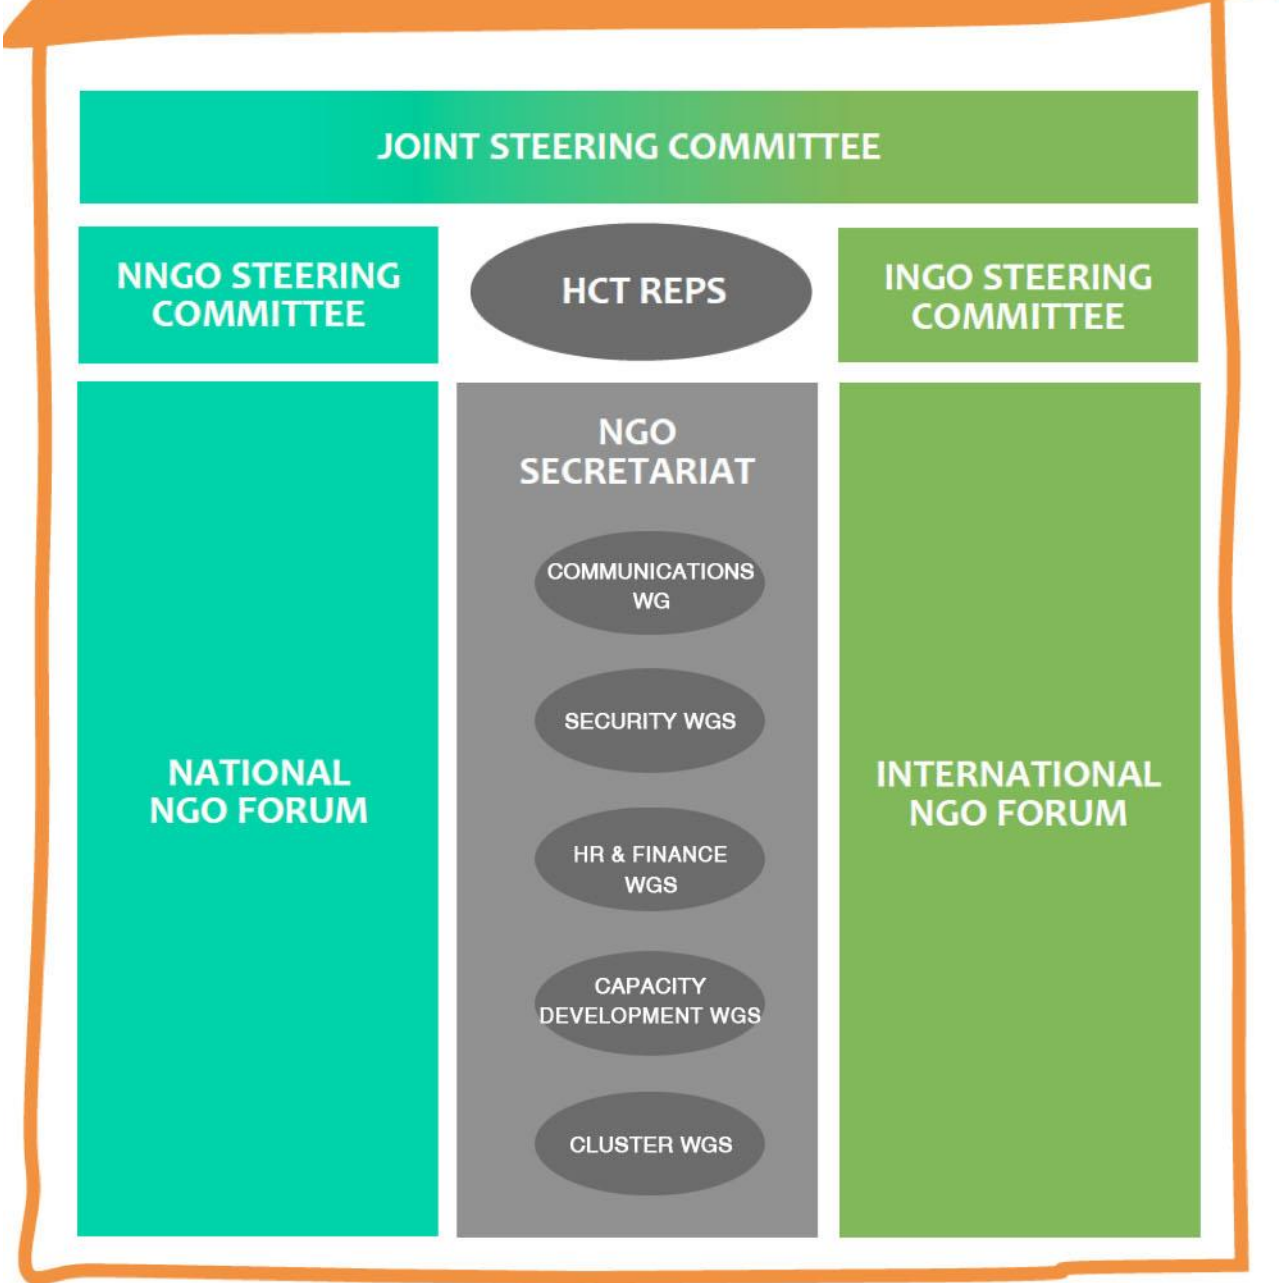 JOINT STEERING COMMITTEE
NNGO STEERING
COMMITTEE
HCT REPS
INGO STEERING
COMMITTEE
NGO
SECRETARIAT
COMMUNICATIONS
WG
SECURITY WGS
HR & FINANCE
WGS
CAPACITY
DEVELOPMENT WGS
CLUSTER WGS
NATIONAL
NGO FORUM
INTERNATIONAL
NGO FORUM